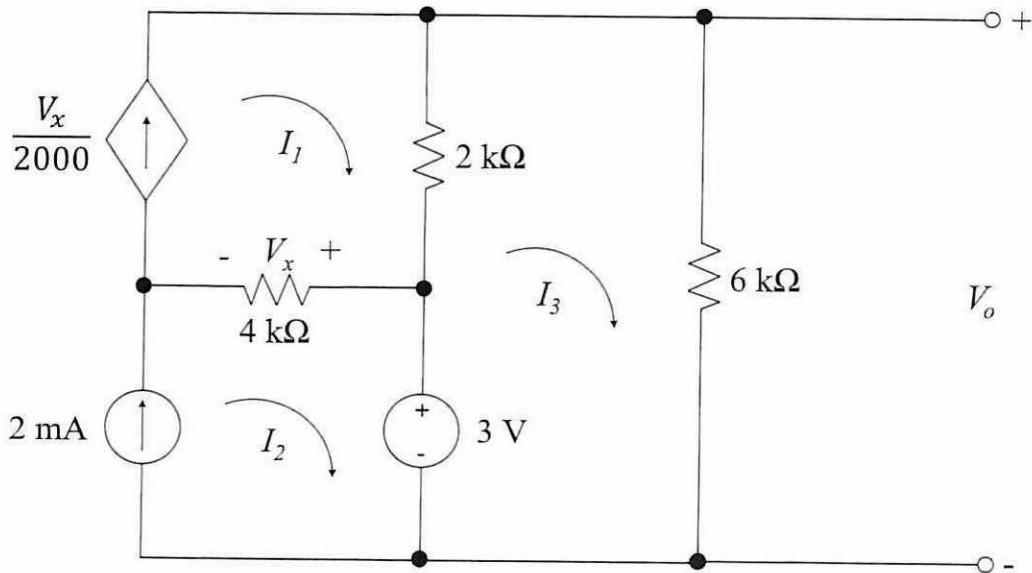 +
V_x
2000
I_1
2 kΩ
- V_x +
4 kΩ
I_3
6 kΩ
V_o
2 mA
I_2
+
-
3 V
-